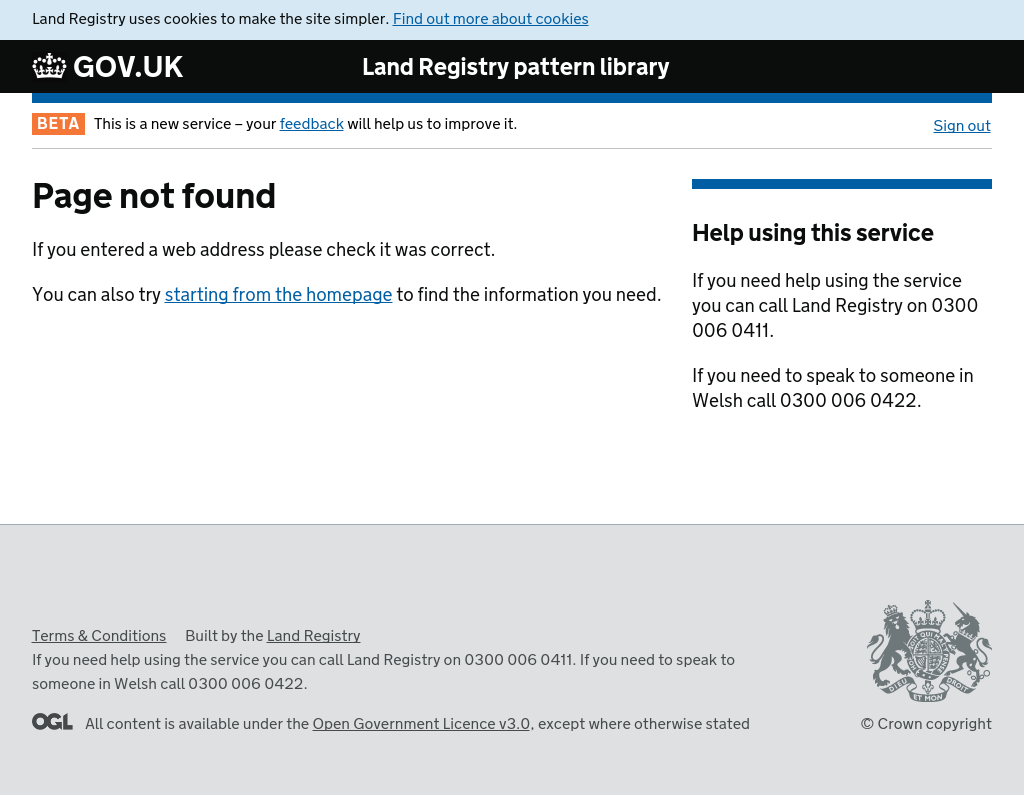 Land Registry uses cookies to make the site simpler. Find out more about cookies
GOV.UK
Land Registry pattern library
BETA This is a new service – your feedback will help us to improve it.
Sign out
Page not found
If you entered a web address please check it was correct.
You can also try starting from the homepage to find the information you need.
Help using this service
If you need help using the service
you can call Land Registry on 0300
006 0411.
If you need to speak to someone in
Welsh call 0300 006 0422.
Terms & Conditions Built by the Land Registry
If you need help using the service you can call Land Registry on 0300 006 0411. If you need to speak to
someone in Welsh call 0300 006 0422.
OGL All content is available under the Open Government Licence v3.0, except where otherwise stated
DIEU ET MON DROIT
© Crown copyright